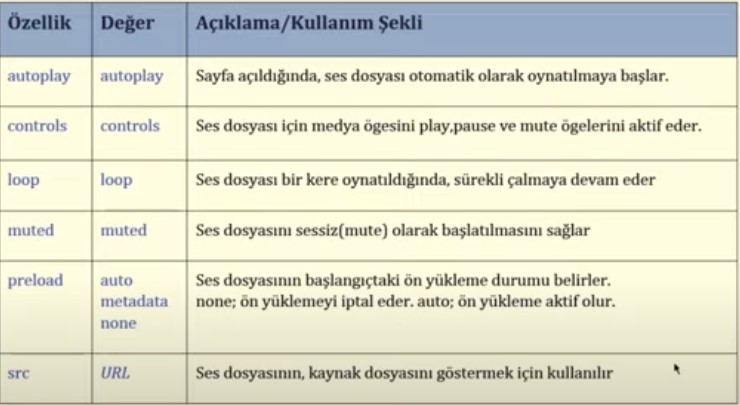 Özellik Değer Açıklama/Kullanım Şekli
autoplay autoplay Sayfa açıldığında, ses dosyası otomatik olarak oynatılmaya başlar.
controls controls Ses dosyası için medya ögesini play,pause ve mute ögelerini aktif eder.
loop loop Ses dosyası bir kere oynatıldığında, sürekli çalmaya devam eder
muted muted Ses dosyasını sessiz(mute) olarak başlatılmasını sağlar
preload auto Ses dosyasının başlangıçtaki ön yükleme durumu belirler.
metadata none; ön yüklemeyi iptal eder. auto; ön yükleme aktif olur.
none
src URL Ses dosyasının, kaynak dosyasını göstermek için kullanılır